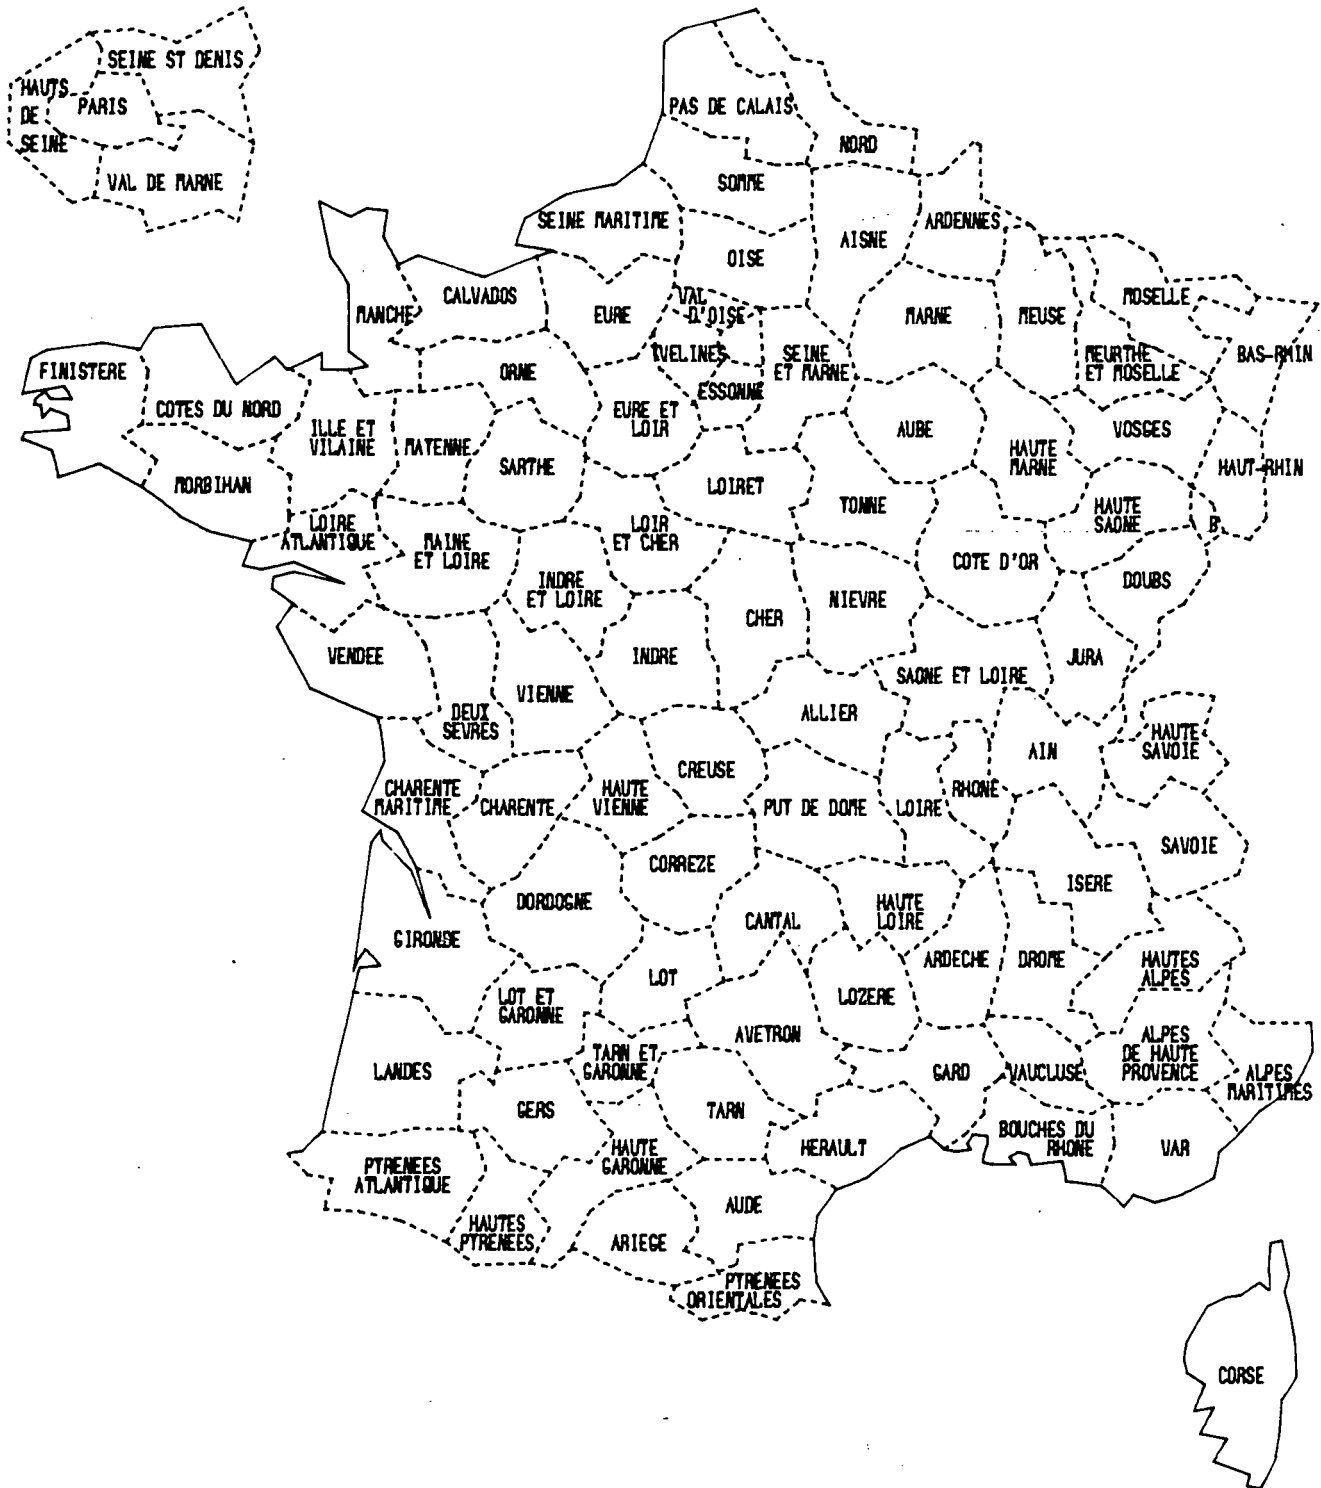 SEINE ST DENIS
HAUTS
DE
SEINE
PARIS
VAL DE MARNE
PAS DE CALAIS
NORD
SOMME
SEINE MARITIME
OISE
AISNE
ARDENNES
CALVADOS
MANCHE
EURE
VAL
D'OISE
MARNE
MEUSE
MOSELLE
BAS-RHIN
FINISTERE
COTES DU NORD
ORNE
YVELINES
ESSONNE
SEINE
ET MARNE
MEURTHE
ET MOSELLE
ILLE ET
VILAINE
MAYENNE
SARTHE
EURE ET
LOIR
AUBE
HAUTE
MARNE
VOSGES
HAUT-RHIN
MORBIHAN
LOIRET
YONNE
HAUTE
SAONE
B
LOIRE
ATLANTIQUE
MAINE
ET LOIRE
LOIR
ET CHER
INDRE
ET LOIRE
CHER
NIEVRE
COTE D'OR
DOUBS
VENDEE
INDRE
SAONE ET LOIRE
JURA
VIENNE
DEUX
SEVRES
ALLIER
AIN
HAUTE
SAVOIE
CHARENTE
MARITIME
CHARENTE
HAUTE
VIENNE
CREUSE
PUY DE DOME
LOIRE
RHONE
SAVOIE
CORREZE
ISERE
DORDOGNE
CANTAL
HAUTE
LOIRE
GIRONDE
ARDECHE
DROME
HAUTES
ALPES
LOT
LOT ET
GARONNE
LOZERE
AVEYRON
TARN ET
GARONNE
LANDES
GARD
VAUCLUSE
ALPES
DE HAUTE
PROVENCE
ALPES
MARITIMES
GERS
TARN
HERAULT
BOUCHES DU
RHONE
VAR
HAUTE
GARONNE
PYRENEES
ATLANTIQUE
AUDE
HAUTES
PYRENEES
ARIEGE
PYRENEES
ORIENTALES
CORSE